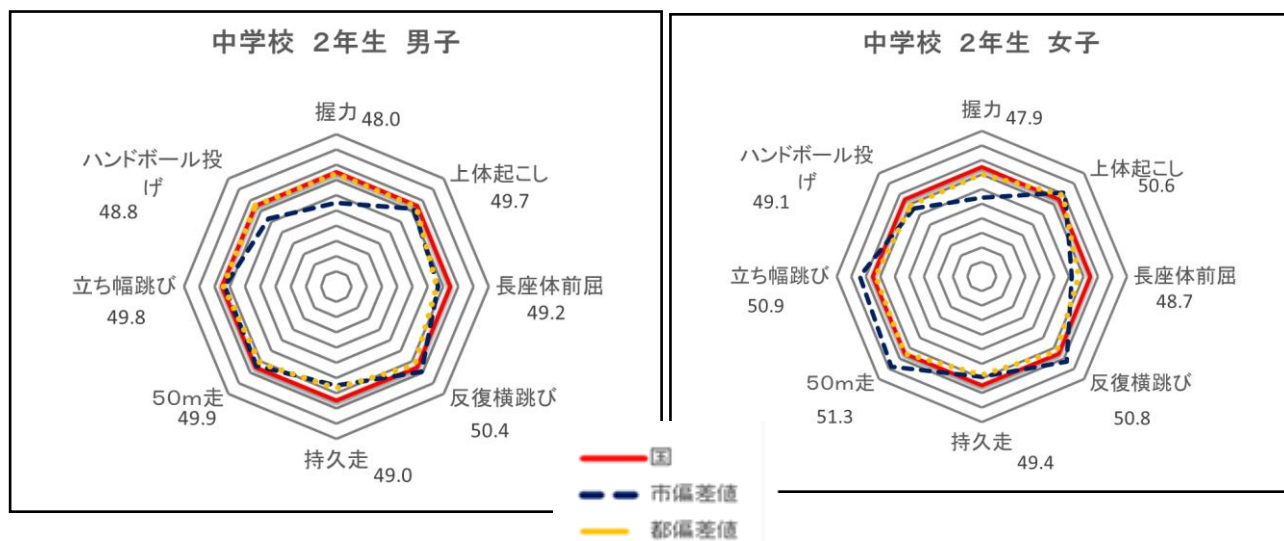 中学校 2年生 男子
握力
48.0
上体起こし
49.7
長座体前屈
49.2
反復横跳び
50.4
持久走
49.0
50m走
49.9
立ち幅跳び
49.8
ハンドボール投
げ
48.8
中学校 2年生 女子
握力
47.9
上体起こし
50.6
長座体前屈
48.7
反復横跳び
50.8
持久走
49.4
50m走
51.3
立ち幅跳び
50.9
ハンドボール投
げ
49.1
国
市偏差値
都偏差値